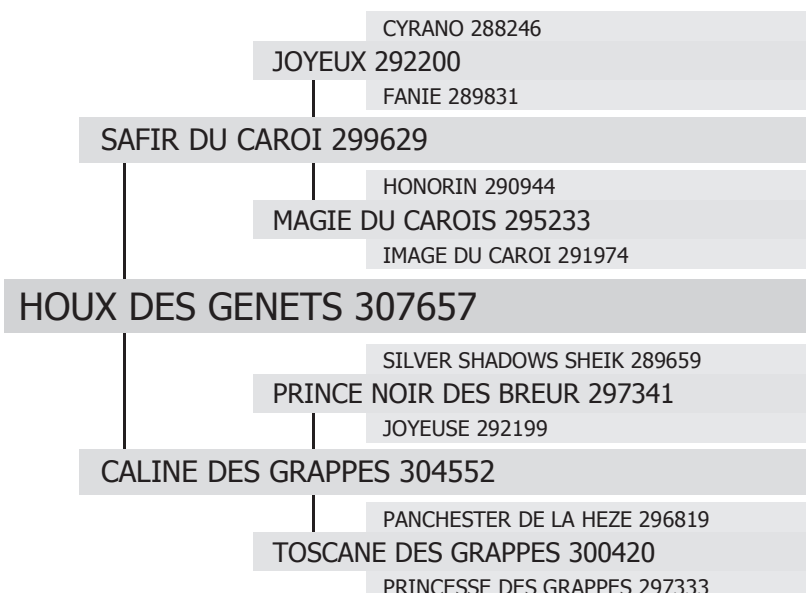 CYRANO 288246
JOYEUX 292200
FANIE 289831
SAFIR DU CAROI 299629
HONORIN 290944
MAGIE DU CAROIS 295233
IMAGE DU CAROI 291974
HOUX DES GENETS 307657
SILVER SHADOWS SHEIK 289659
PRINCE NOIR DES BREUR 297341
JOYEUSE 292199
CALINE DES GRAPPES 304552
PANCHESTER DE LA HEZE 296819
TOSCANE DES GRAPPES 300420
PRINCESSE DES GRAPPES 297333